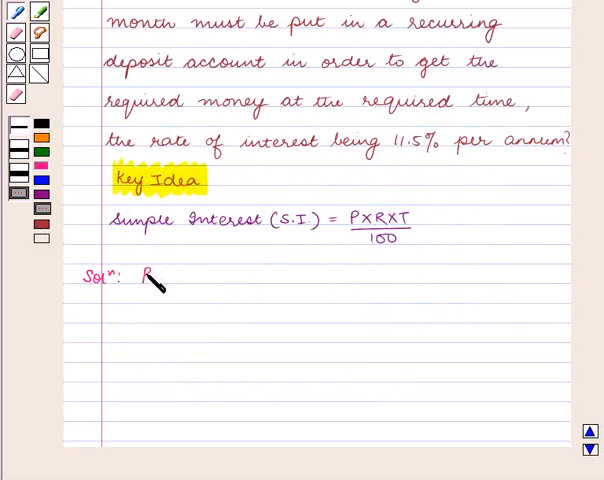 month must be put in a recurring
deposit account in order to get the
required money at the required time,
the rate of interest being 11.5% per annum?
Key Idea
Simple Interest (S.I.) = P×R×T
100
Solⁿ: